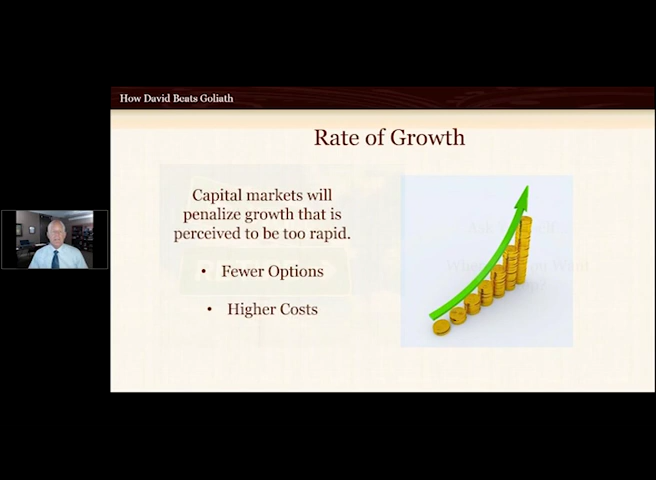 How David Beats Goliath
Rate of Growth
Capital markets will
penalize growth that is
perceived to be too rapid.
• Fewer Options
• Higher Costs